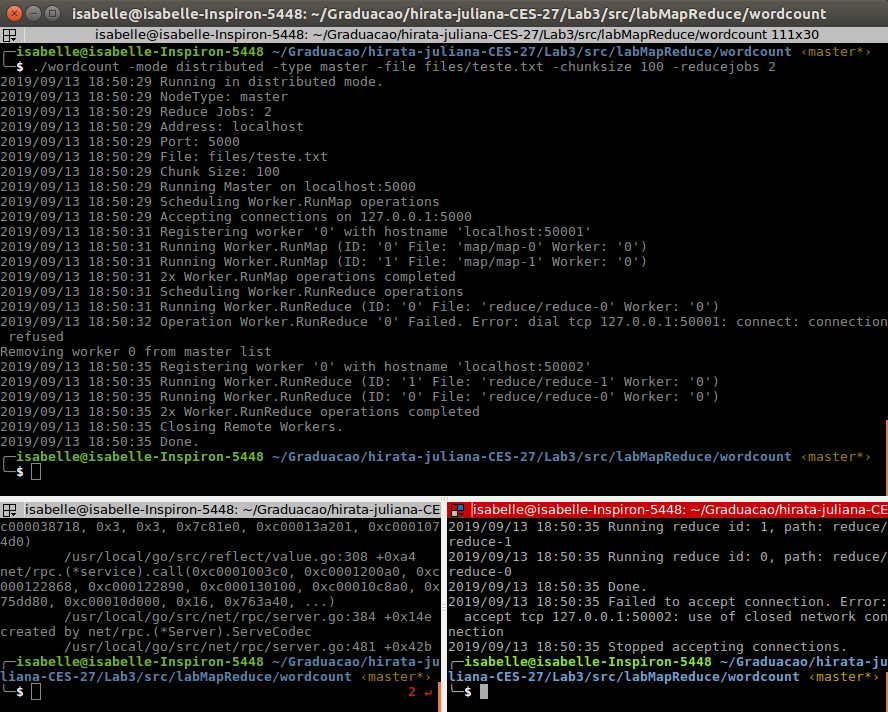 isabelle@isabelle-Inspiron-5448: ~/Graduacao/hirata-juliana-CES-27/Lab3/src/labMapReduce/wordcount
isabelle@isabelle-Inspiron-5448: ~/Graduacao/hirata-juliana-CES-27/Lab3/src/labMapReduce/wordcount 111x30
isabelle@isabelle-Inspiron-5448 ~/Graduacao/hirata-juliana-CES-27/Lab3/src/labMapReduce/wordcount ‹master*›
$ ./wordcount -mode distributed -type master -file files/teste.txt -chunksize 100 -reducejobs 2
2019/09/13 18:50:29 Running in distributed mode.
2019/09/13 18:50:29 NodeType: master
2019/09/13 18:50:29 Reduce Jobs: 2
2019/09/13 18:50:29 Address: localhost
2019/09/13 18:50:29 Port: 5000
2019/09/13 18:50:29 File: files/teste.txt
2019/09/13 18:50:29 Chunk Size: 100
2019/09/13 18:50:29 Running Master on localhost:5000
2019/09/13 18:50:29 Scheduling Worker.RunMap operations
2019/09/13 18:50:29 Accepting connections on 127.0.0.1:5000
2019/09/13 18:50:31 Registering worker '0' with hostname 'localhost:50001'
2019/09/13 18:50:31 Running Worker.RunMap (ID: '0' File: 'map/map-0' Worker: '0')
2019/09/13 18:50:31 Running Worker.RunMap (ID: '1' File: 'map/map-1' Worker: '0')
2019/09/13 18:50:31 2x Worker.RunMap operations completed
2019/09/13 18:50:31 Scheduling Worker.RunReduce operations
2019/09/13 18:50:31 Running Worker.RunReduce (ID: '0' File: 'reduce/reduce-0' Worker: '0')
2019/09/13 18:50:32 Operation Worker.RunReduce '0' Failed. Error: dial tcp 127.0.0.1:50001: connect: connection
 refused
Removing worker 0 from master list
2019/09/13 18:50:35 Registering worker '0' with hostname 'localhost:50002'
2019/09/13 18:50:35 Running Worker.RunReduce (ID: '1' File: 'reduce/reduce-1' Worker: '0')
2019/09/13 18:50:35 Running Worker.RunReduce (ID: '0' File: 'reduce/reduce-0' Worker: '0')
2019/09/13 18:50:35 2x Worker.RunReduce operations completed
2019/09/13 18:50:35 Closing Remote Workers.
2019/09/13 18:50:35 Done.
isabelle@isabelle-Inspiron-5448 ~/Graduacao/hirata-juliana-CES-27/Lab3/src/labMapReduce/wordcount ‹master*›
$
isabelle@isabelle-Inspiron-5448: ~/Graduacao/hirata-juliana-CE
c000038718, 0x3, 0x3, 0x7c81e0, 0xc00013a201, 0xc000107
4d0)
        /usr/local/go/src/reflect/value.go:308 +0xa4
net/rpc.(*service).call(0xc0001003c0, 0xc0001200a0, 0xc
000122868, 0xc000122890, 0xc000130100, 0xc00010c8a0, 0x
75dd80, 0xc00010d000, 0x16, 0x763a40, ...)
        /usr/local/go/src/net/rpc/server.go:384 +0x14e
created by net/rpc.(*Server).ServeCodec
        /usr/local/go/src/net/rpc/server.go:481 +0x42b
isabelle@isabelle-Inspiron-5448 ~/Graduacao/hirata-ju
liana-CES-27/Lab3/src/labMapReduce/wordcount ‹master*›
$ 2 ↵
isabelle@isabelle-Inspiron-5448: ~/Graduacao/hirata-juliana-CE
2019/09/13 18:50:35 Running reduce id: 1, path: reduce/
reduce-1
2019/09/13 18:50:35 Running reduce id: 0, path: reduce/
reduce-0
2019/09/13 18:50:35 Done.
2019/09/13 18:50:35 Failed to accept connection. Error:
  accept tcp 127.0.0.1:50002: use of closed network con
nection
2019/09/13 18:50:35 Stopped accepting connections.
isabelle@isabelle-Inspiron-5448 ~/Graduacao/hirata-ju
liana-CES-27/Lab3/src/labMapReduce/wordcount ‹master*›
$